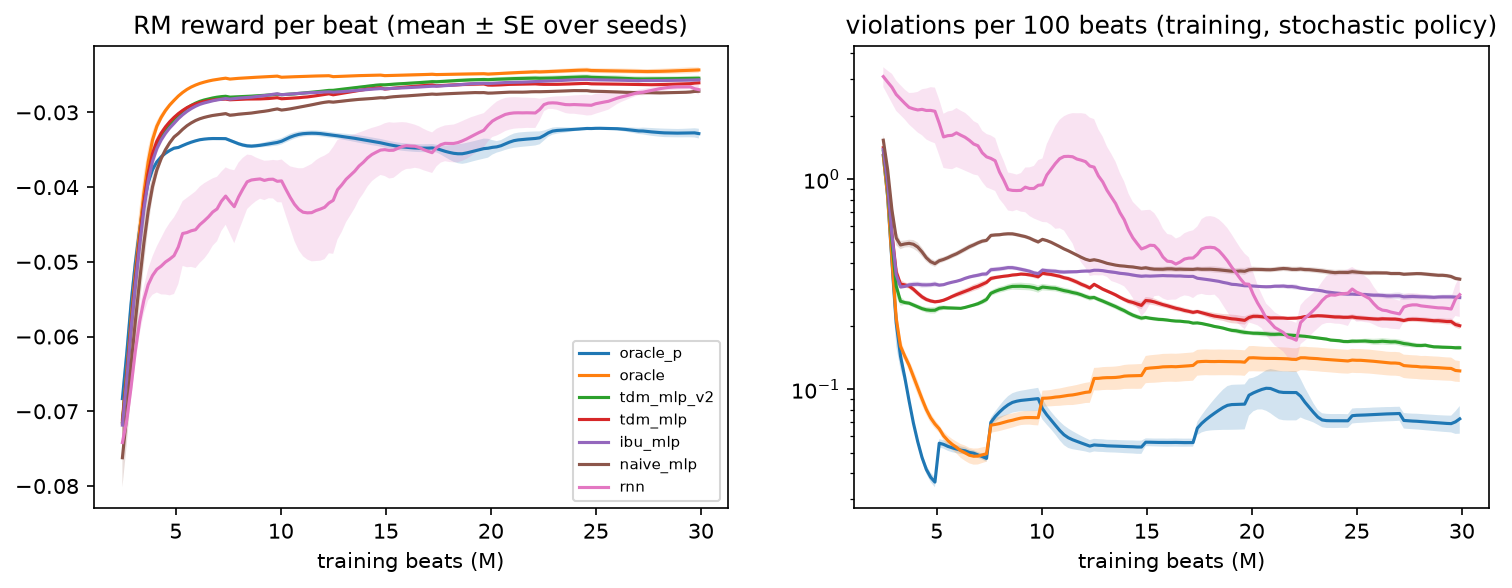 RM reward per beat (mean ± SE over seeds)
−0.03
−0.04
−0.05
−0.06
−0.07
−0.08
5
10
15
20
25
30
training beats (M)
oracle_p
oracle
tdm_mlp_v2
tdm_mlp
ibu_mlp
naive_mlp
rnn
violations per 100 beats (training, stochastic policy)
10⁰
10⁻¹
5
10
15
20
25
30
training beats (M)